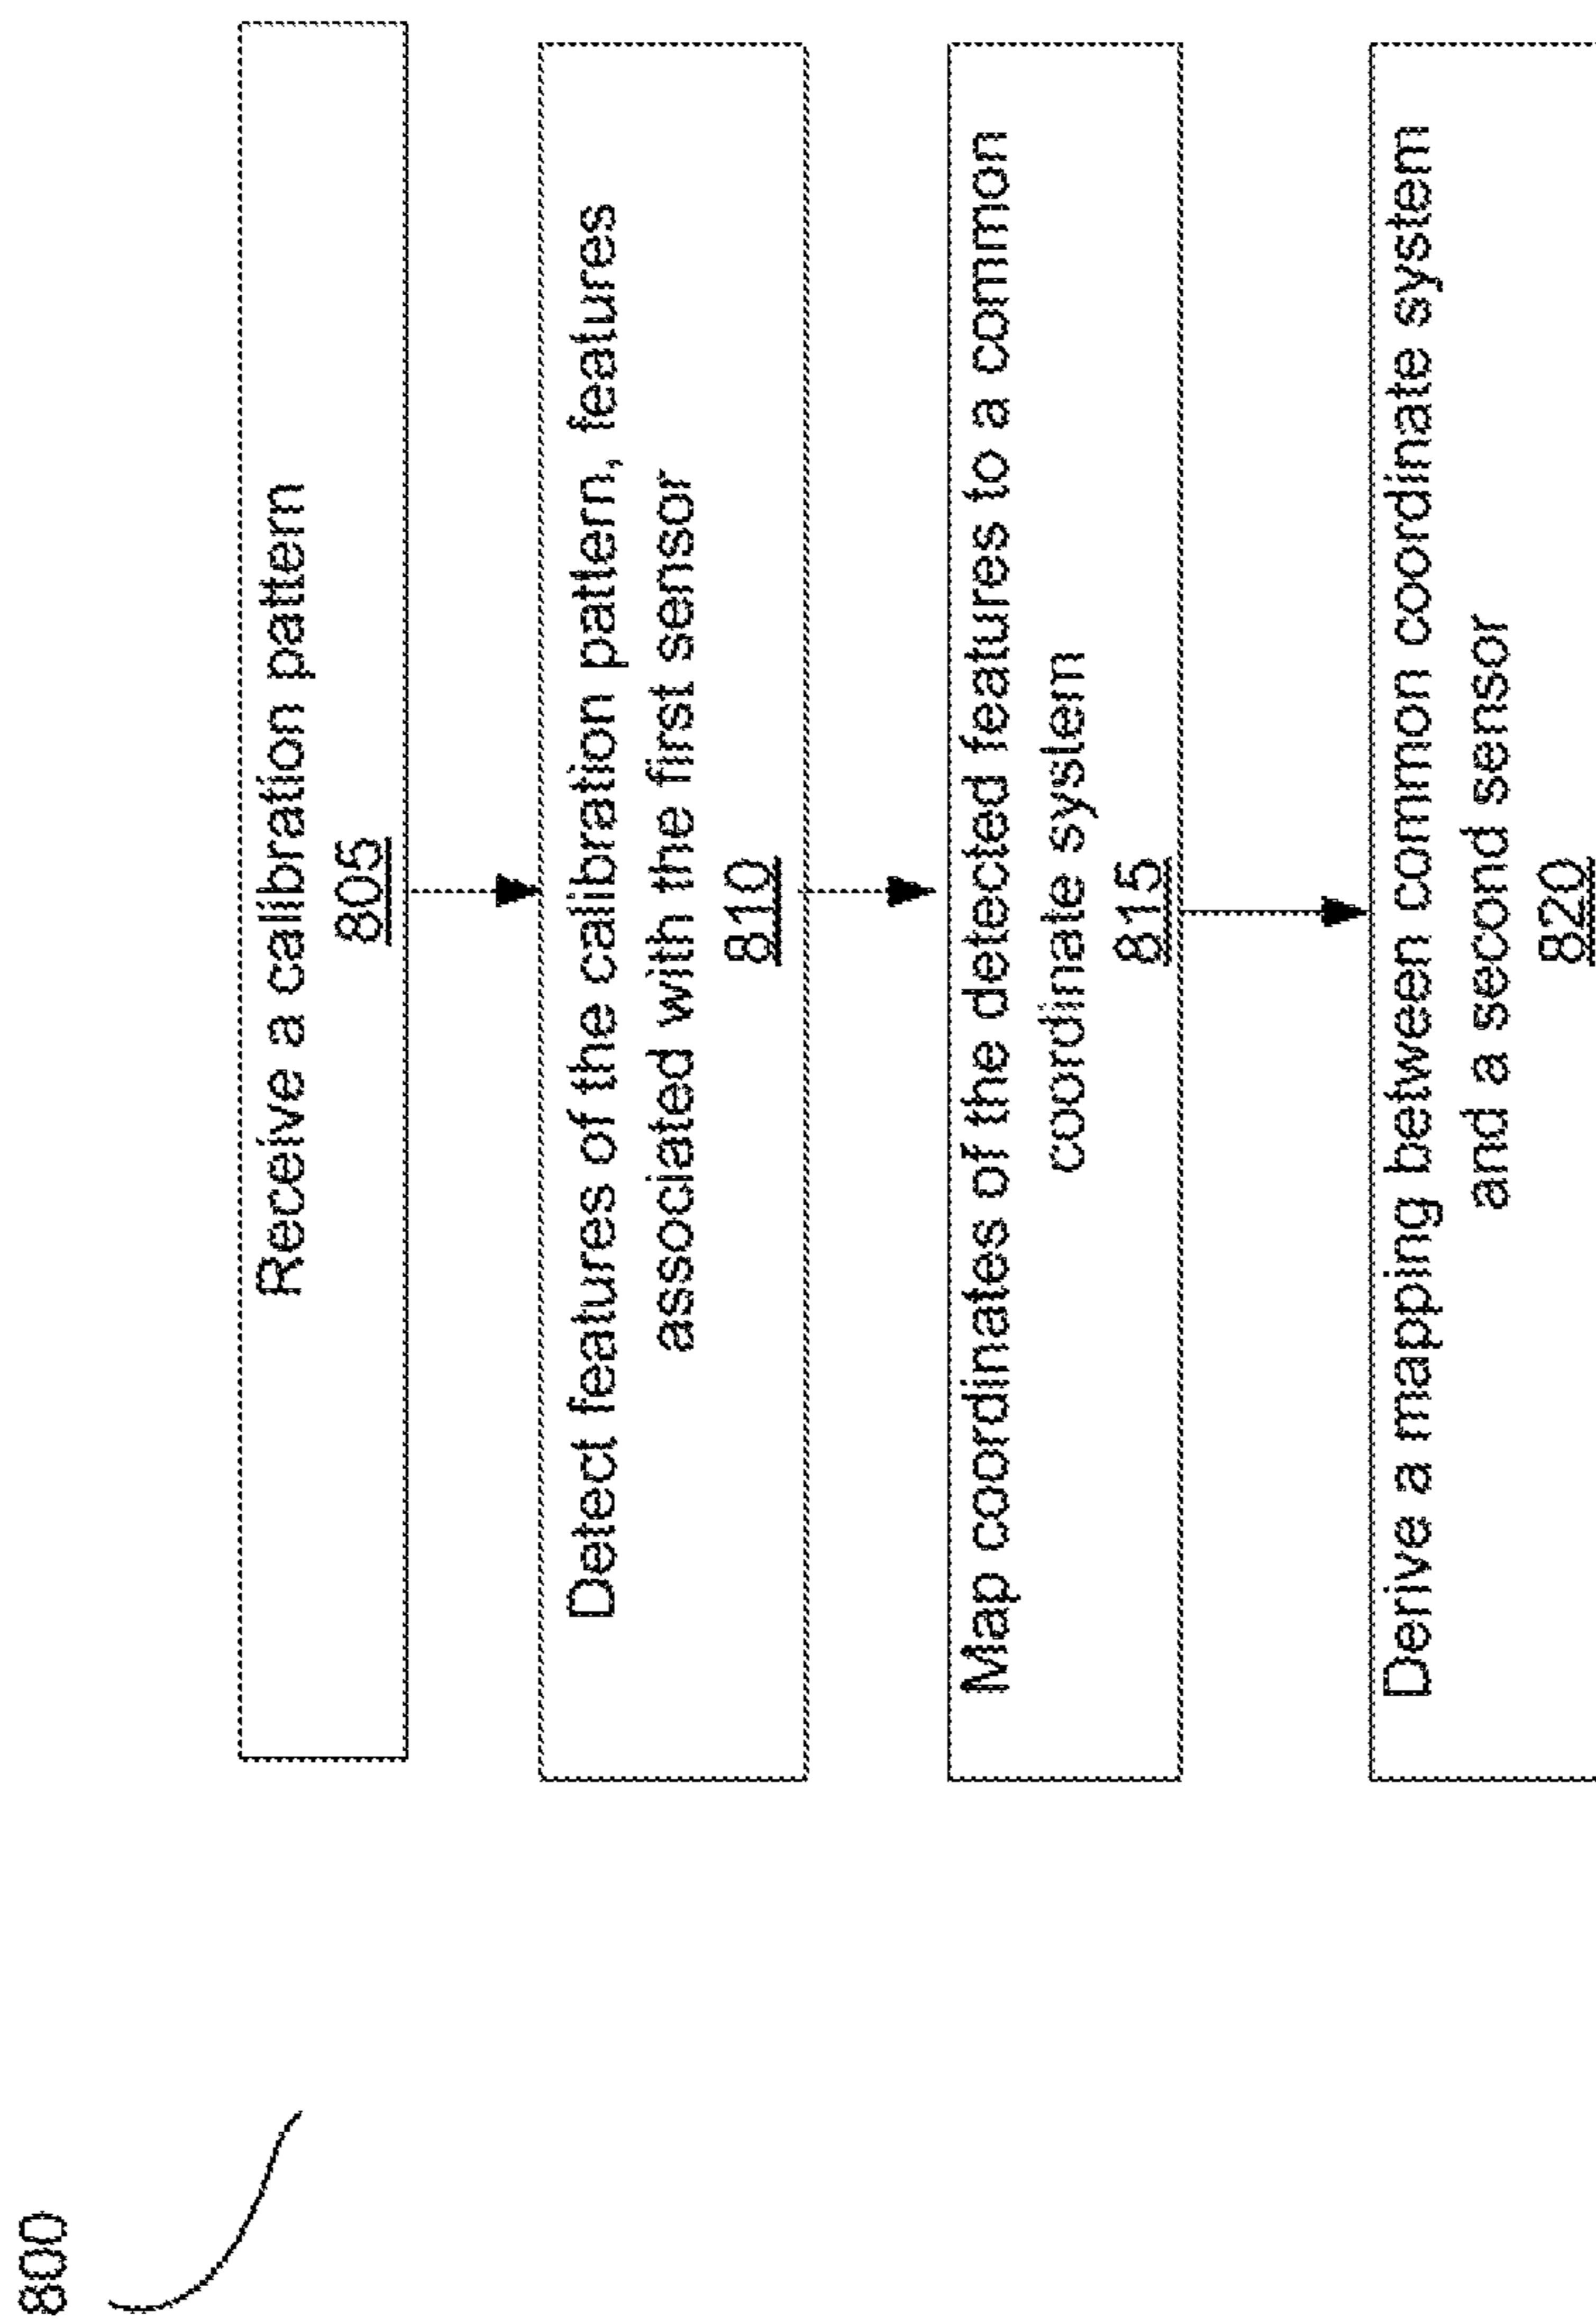 800
Receive a calibration pattern
805
Detect features of the calibration pattern, features
associated with the first sensor
810
Map coordinates of the detected features to a common
coordinate system
815
Derive a mapping between common coordinate system
and a second sensor
820